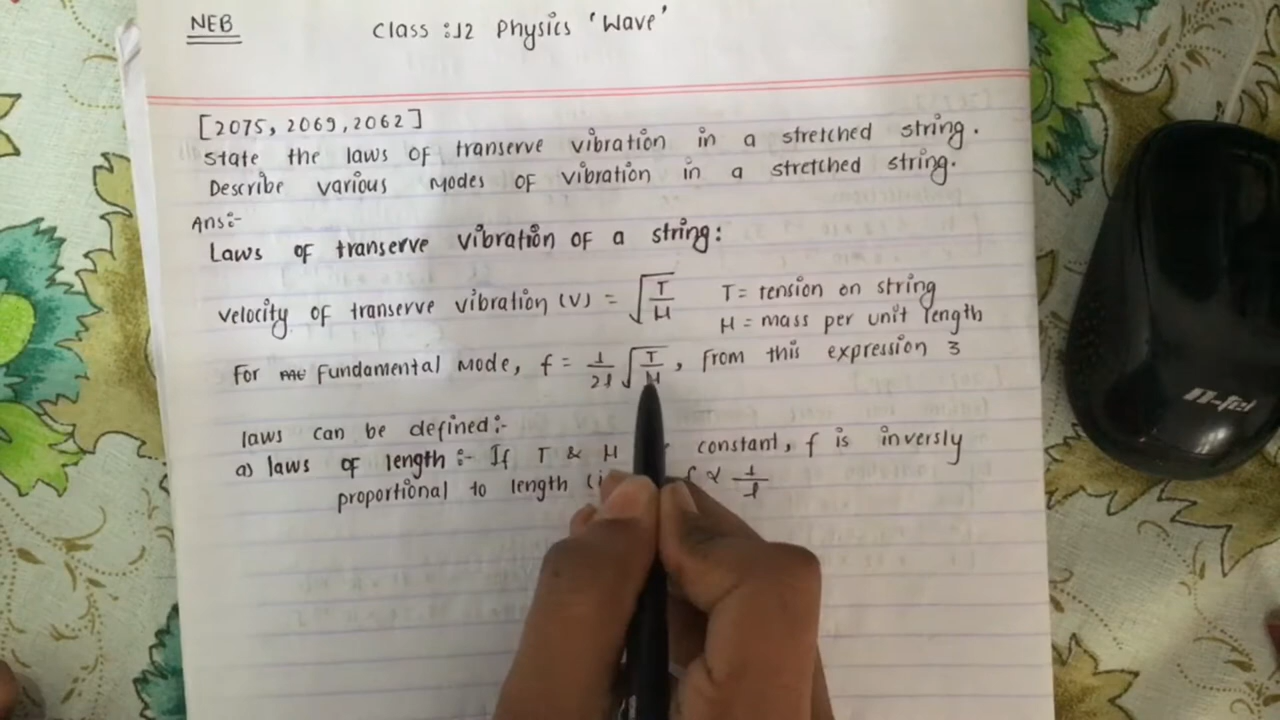 NEB
Class :12 Physics 'Wave'
[2075, 2069, 2062]
State the laws of transerve vibration in a stretched string.
Describe various modes of vibration in a stretched string.
Ans:-
Laws of transerve vibration of a string:
velocity of transerve vibration (v) = √(T/μ) T = tension on string
μ = mass per unit length
For fundamental mode, f = 1/2l √(T/μ), from this expression 3
laws can be defined:-
a) laws of length :- If T & μ constant, f is inversly
proportional to length (i f ∝ 1/l